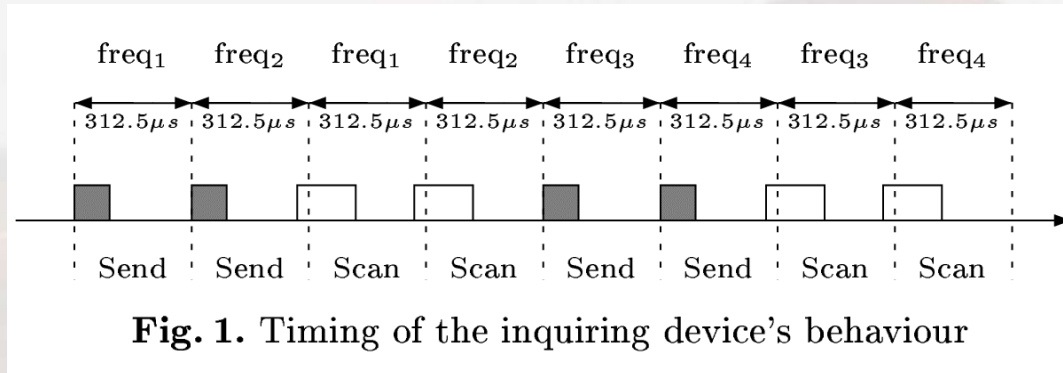 freq₁ freq₂ freq₁ freq₂ freq₃ freq₄ freq₃ freq₄
312.5μs 312.5μs 312.5μs 312.5μs 312.5μs 312.5μs 312.5μs 312.5μs
Send Send Scan Scan Send Send Scan Scan
Fig. 1. Timing of the inquiring device's behaviour